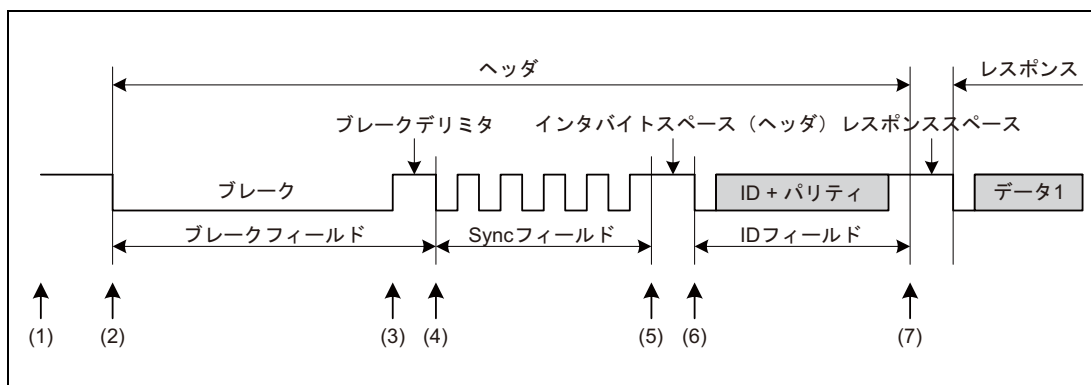 ヘッダ
レスポンス
ブレークデリミタ
インタバイトスペース（ヘッダ）
レスポンススペース
ブレーク
ID + パリティ
データ1
ブレークフィールド
Syncフィールド
IDフィールド
(1)
(2)
(3)
(4)
(5)
(6)
(7)